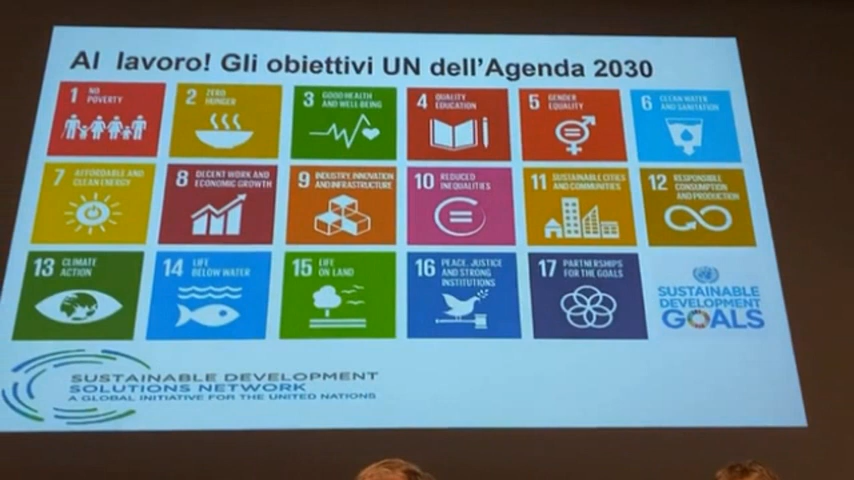 Al lavoro! Gli obiettivi UN dell'Agenda 2030
1 NO
POVERTY
2 ZERO
HUNGER
3 GOOD HEALTH
AND WELL-BEING
4 QUALITY
EDUCATION
5 GENDER
EQUALITY
6 CLEAN WATER
AND SANITATION
7 AFFORDABLE AND
CLEAN ENERGY
8 DECENT WORK AND
ECONOMIC GROWTH
9 INDUSTRY, INNOVATION
AND INFRASTRUCTURE
10 REDUCED
INEQUALITIES
11 SUSTAINABLE CITIES
AND COMMUNITIES
12 RESPONSIBLE
CONSUMPTION
AND PRODUCTION
13 CLIMATE
ACTION
14 LIFE
BELOW WATER
15 LIFE
ON LAND
16 PEACE, JUSTICE
AND STRONG
INSTITUTIONS
17 PARTNERSHIPS
FOR THE GOALS
SUSTAINABLE
DEVELOPMENT
GOALS
SUSTAINABLE DEVELOPMENT
SOLUTIONS NETWORK
A GLOBAL INITIATIVE FOR THE UNITED NATIONS